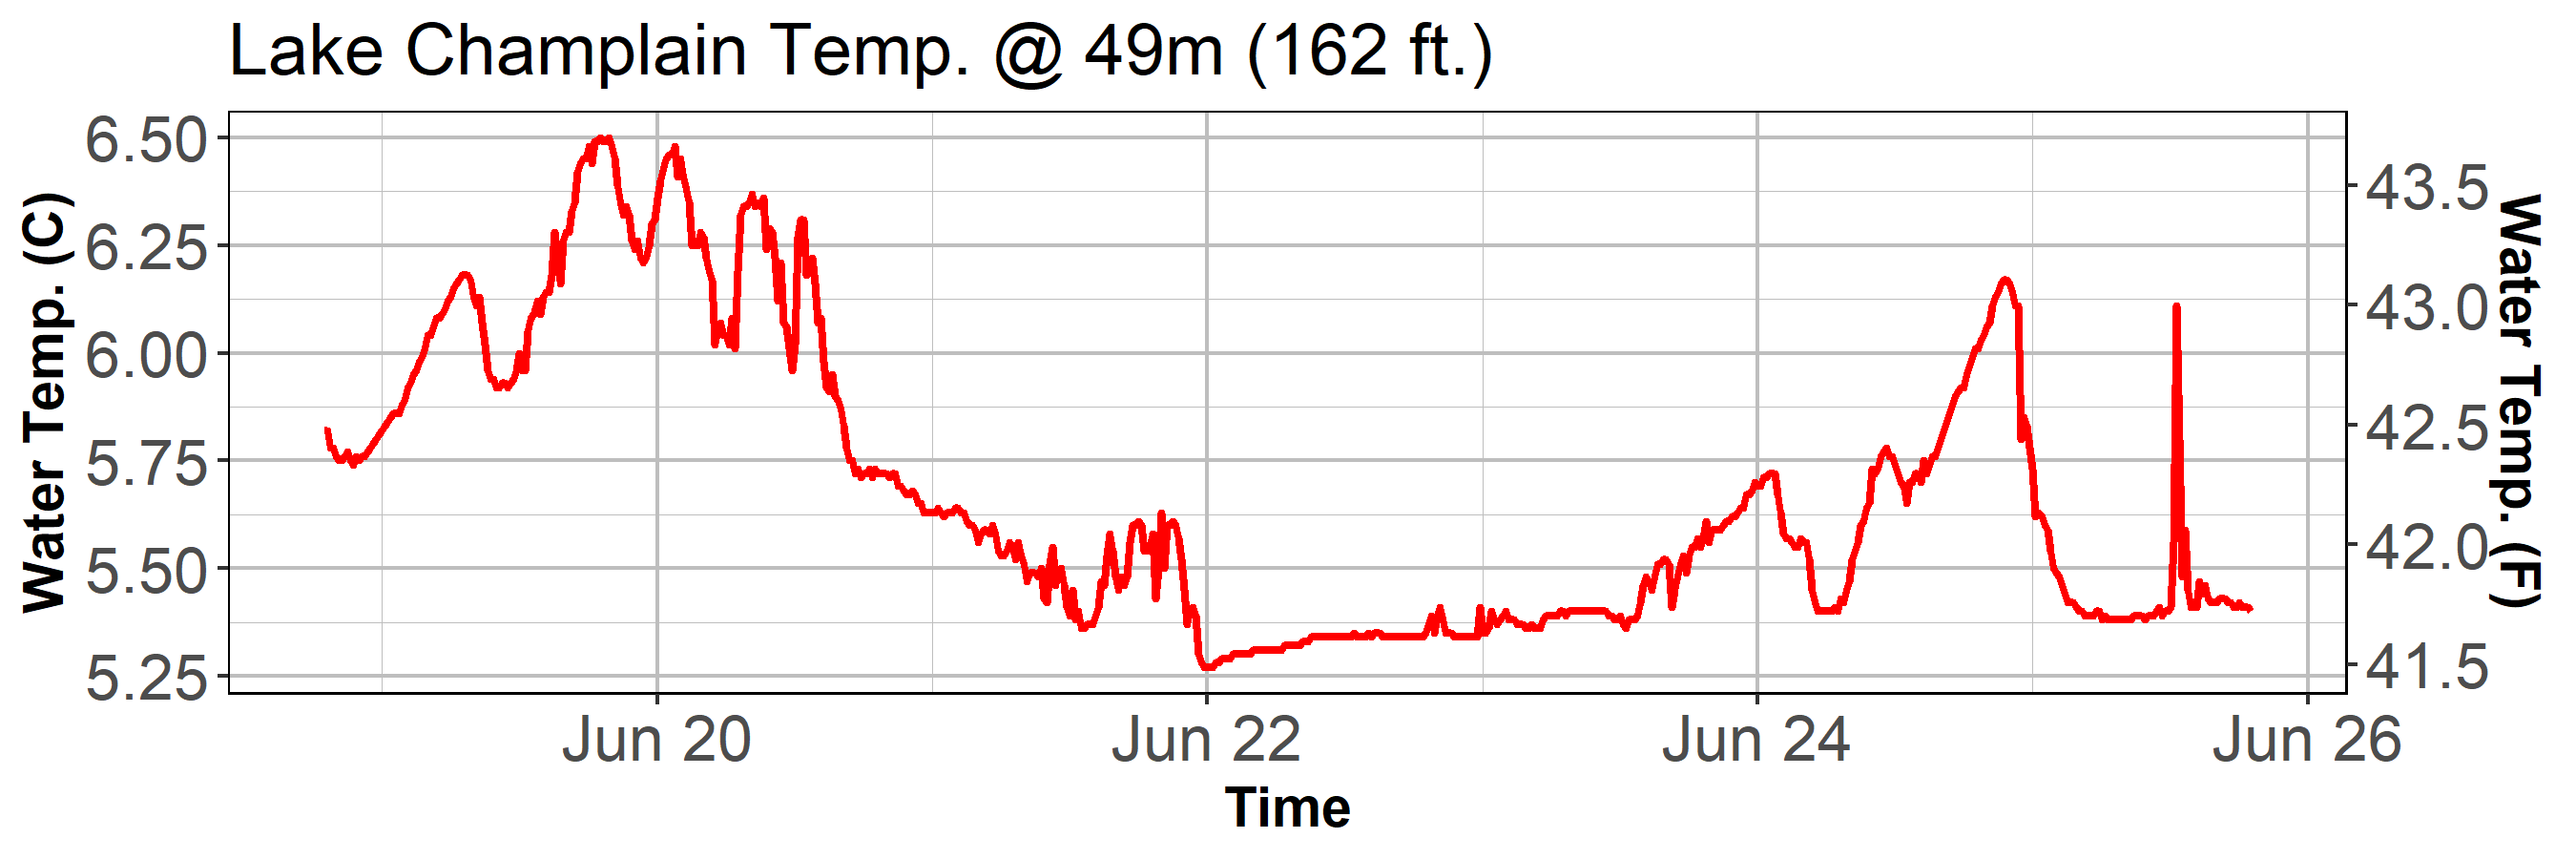 Lake Champlain Temp. @ 49m (162 ft.)
Water Temp. (C)
6.50
6.25
6.00
5.75
5.50
5.25
43.5
43.0
42.5
42.0
41.5
Water Temp. (F)
Jun 20 Jun 22 Jun 24 Jun 26
Time